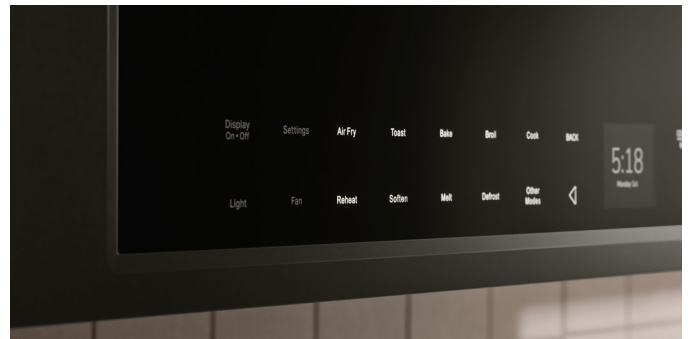 Display
On • Off
Settings
Air Fry
Toast
Bake
Broil
Cook
BACK
5:18
Light
Fan
Reheat
Soften
Melt
Defrost
Other
Modes